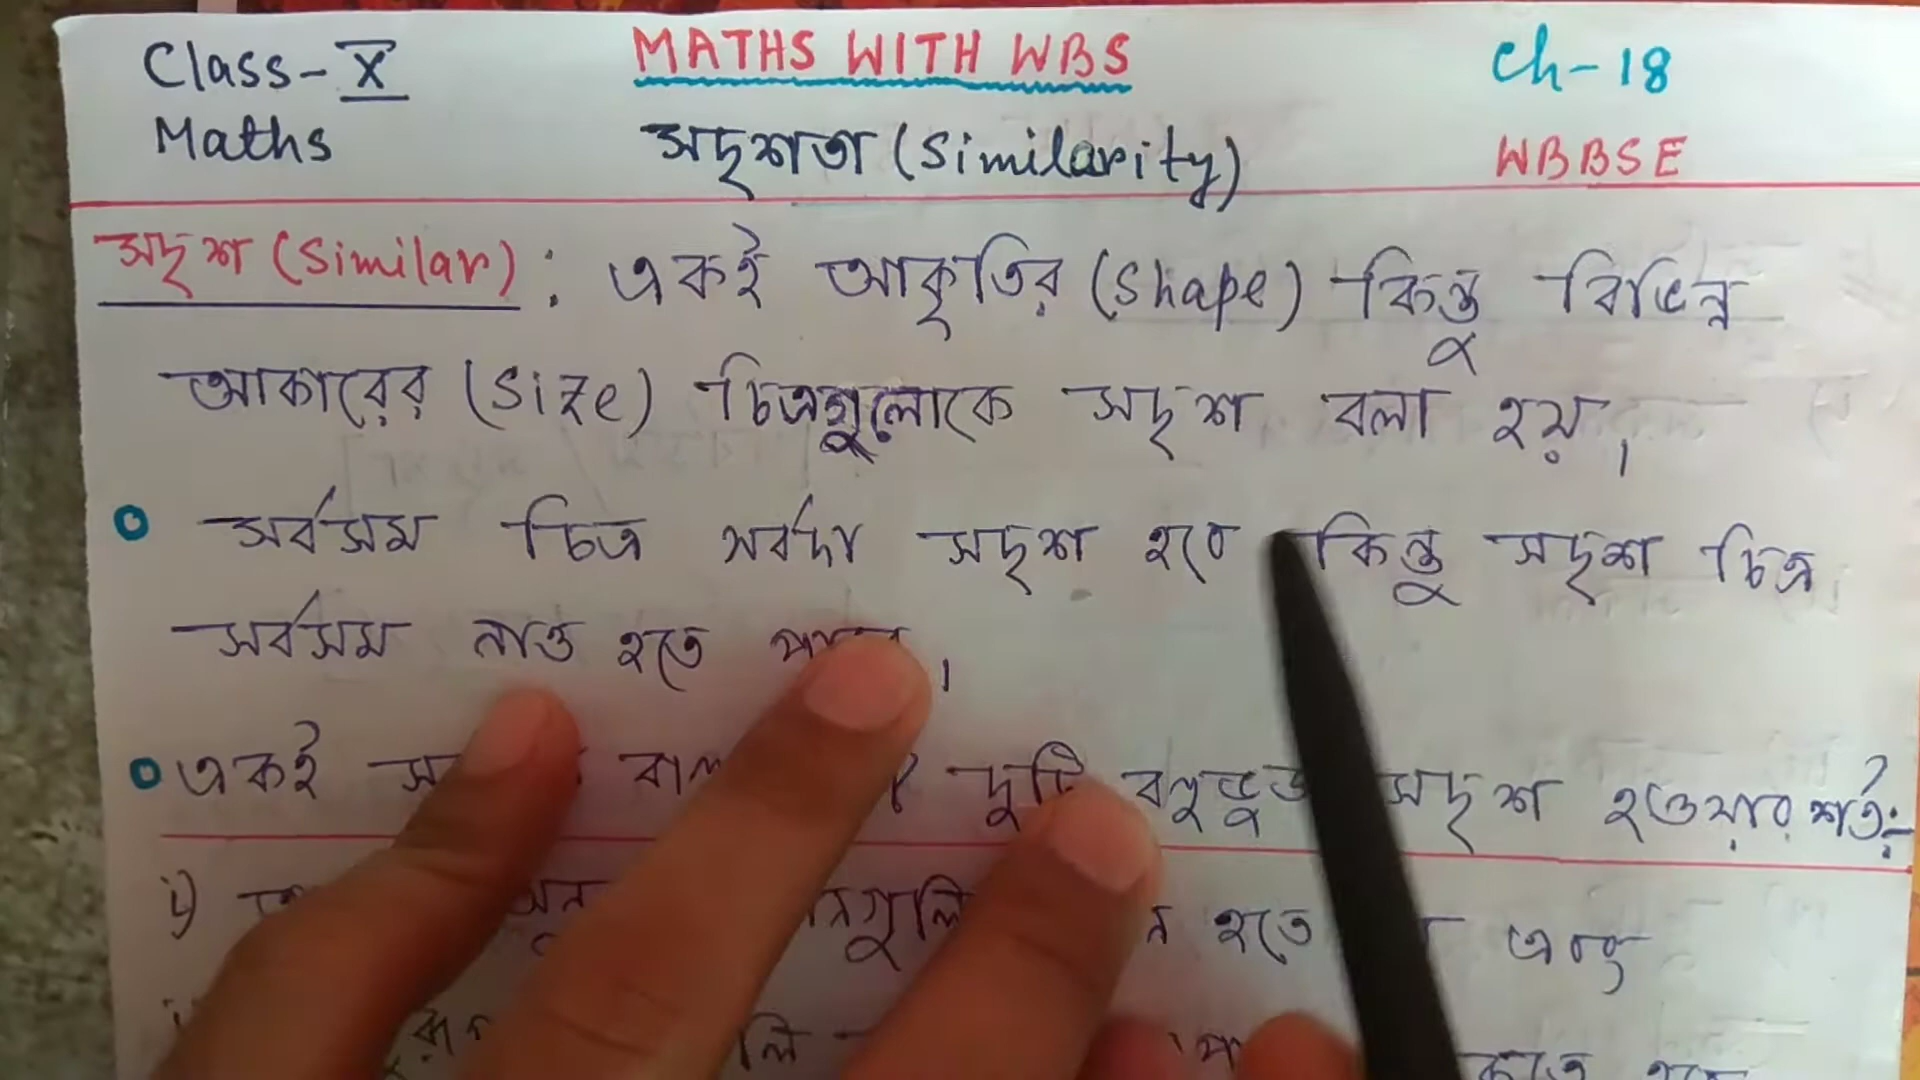 Class-X MATHS WITH WBS Ch-18
Maths সদৃশতা (Similarity) WBBSE
সদৃশ (Similar) : একই আকৃতির (Shape) কিন্তু বিভিন্ন
আকারের (Size) চিত্রগুলোকে সদৃশ বলা হয়।
সর্বসম চিত্র সর্বদা সদৃশ হবে কিন্তু সদৃশ চিত্র
সর্বসম নাও হতে
একই দুটি বহুভুজ সদৃশ হওয়ার শর্ত:-
i) হতে এবং